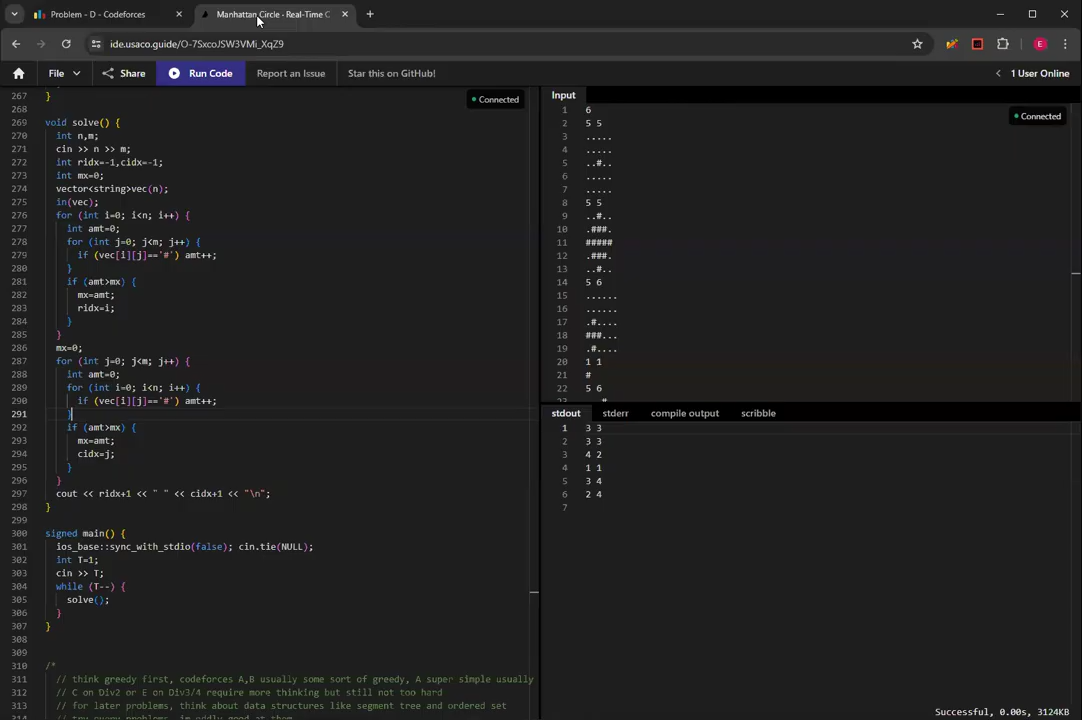 Problem - D - Codeforces
Manhattan Circle - Real-Time C
ide.usaco.guide/O-7SxcoJSW3VMi_XqZ9
E
File
Share
Run Code
Report an Issue
Star this on GitHub!
1 User Online
267 }
268
269 void solve() {
270 int n,m;
271 cin >> n >> m;
272 int ridx=-1,cidx=-1;
273 int mx=0;
274 vector<string>vec(n);
275 in(vec);
276 for (int i=0; i<n; i++) {
277 int amt=0;
278 for (int j=0; j<m; j++) {
279 if (vec[i][j]=='#') amt++;
280 }
281 if (amt>mx) {
282 mx=amt;
283 ridx=i;
284 }
285 }
286 mx=0;
287 for (int j=0; j<m; j++) {
288 int amt=0;
289 for (int i=0; i<n; i++) {
290 if (vec[i][j]=='#') amt++;
291 }
292 if (amt>mx) {
293 mx=amt;
294 cidx=j;
295 }
296 }
297 cout << ridx+1 << " " << cidx+1 << "\n";
298 }
299
300 signed main() {
301 ios_base::sync_with_stdio(false); cin.tie(NULL);
302 int T=1;
303 cin >> T;
304 while (T--) {
305 solve();
306 }
307 }
308
309
310 /*
311 // think greedy first, codeforces A,B usually some sort of greedy, A super simple usually
312 // C on Div2 or E on Div3/4 require more thinking but still not too hard
313 // for later problems, think about data structures like segment tree and ordered set
Connected
Input
1 6
2 5 5
3 .....
4 .....
5 ..#..
6 .....
7 .....
8 5 5
9 ..#..
10 .###.
11 #####
12 .###.
13 ..#..
14 5 6
15 ......
16 ......
17 .#....
18 ###...
19 .#....
20 1 1
21 #
22 5 6
Connected
stdout
stderr
compile output
scribble
1 3 3
2 3 3
3 4 2
4 1 1
5 3 4
6 2 4
7
Successful, 0.00s, 3124KB